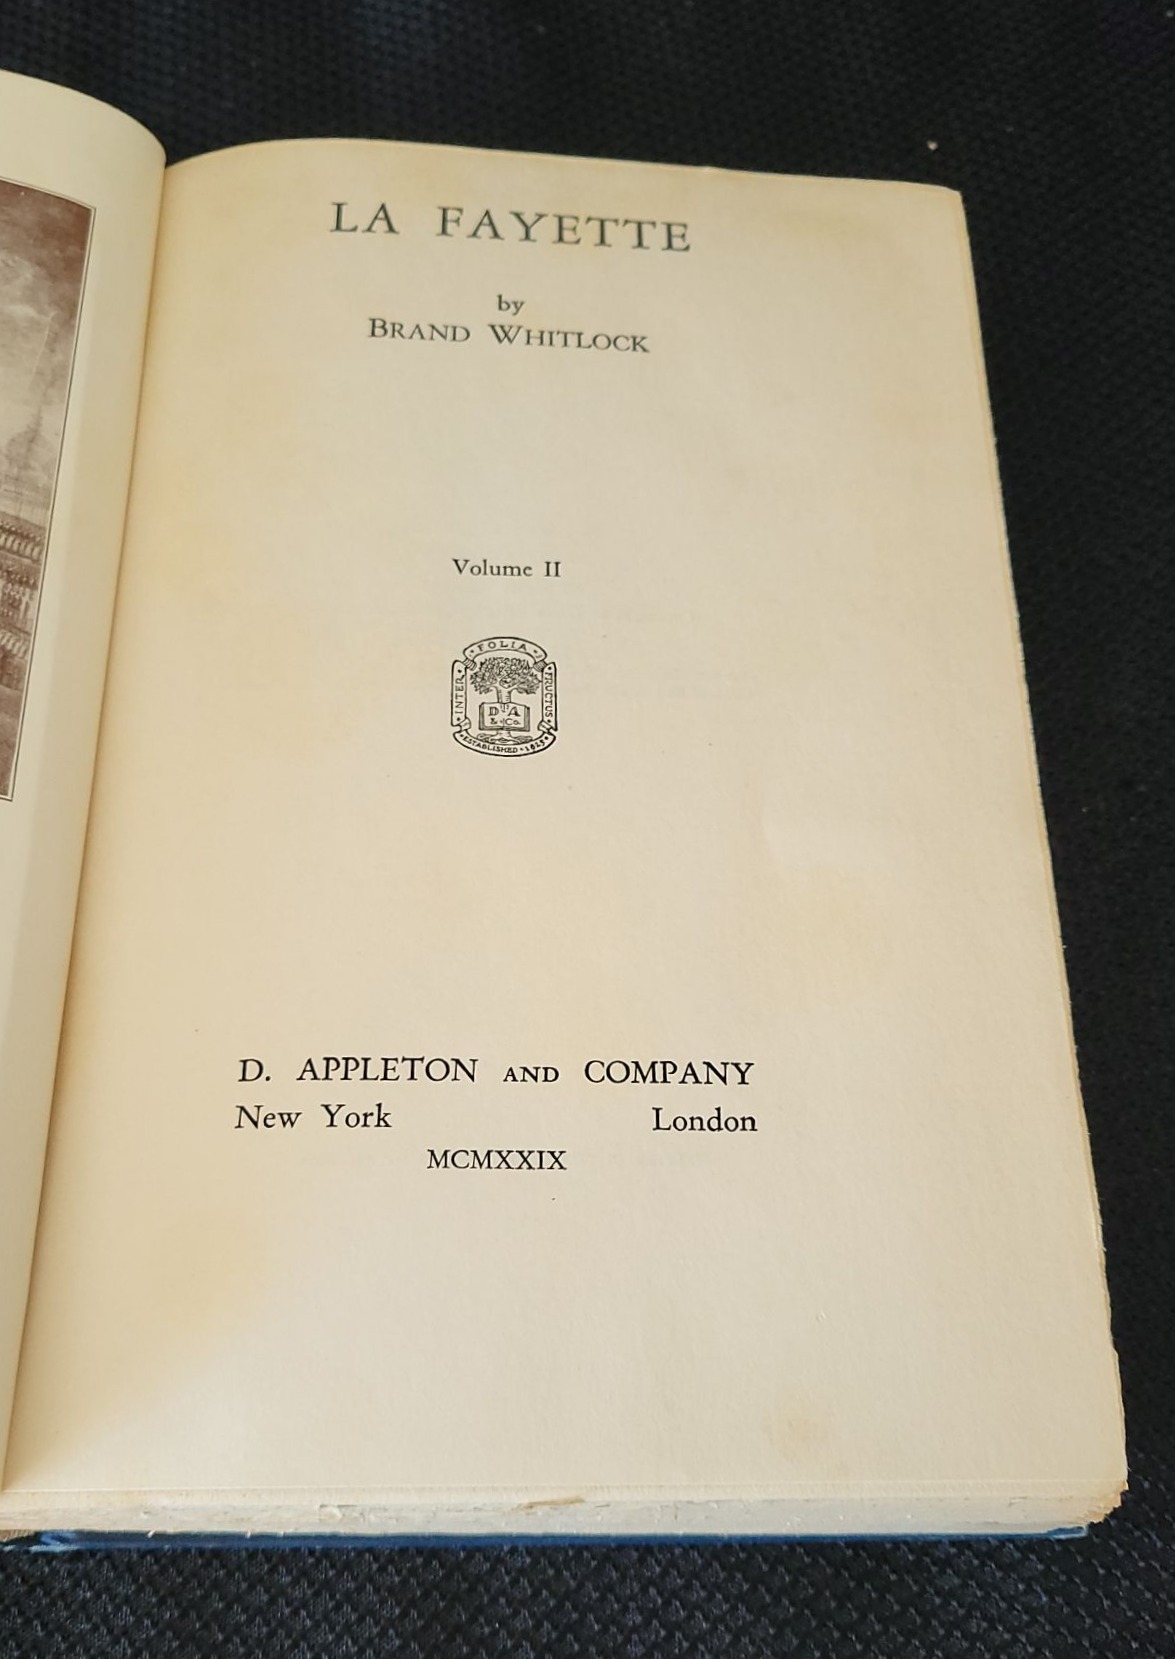 LA FAYETTE
by
BRAND WHITLOCK
Volume II
FOLIA
INTER
FRUCTUS
D A
& Co.
ESTABLISHED • 1825
D. APPLETON AND COMPANY
New York London
MCMXXIX